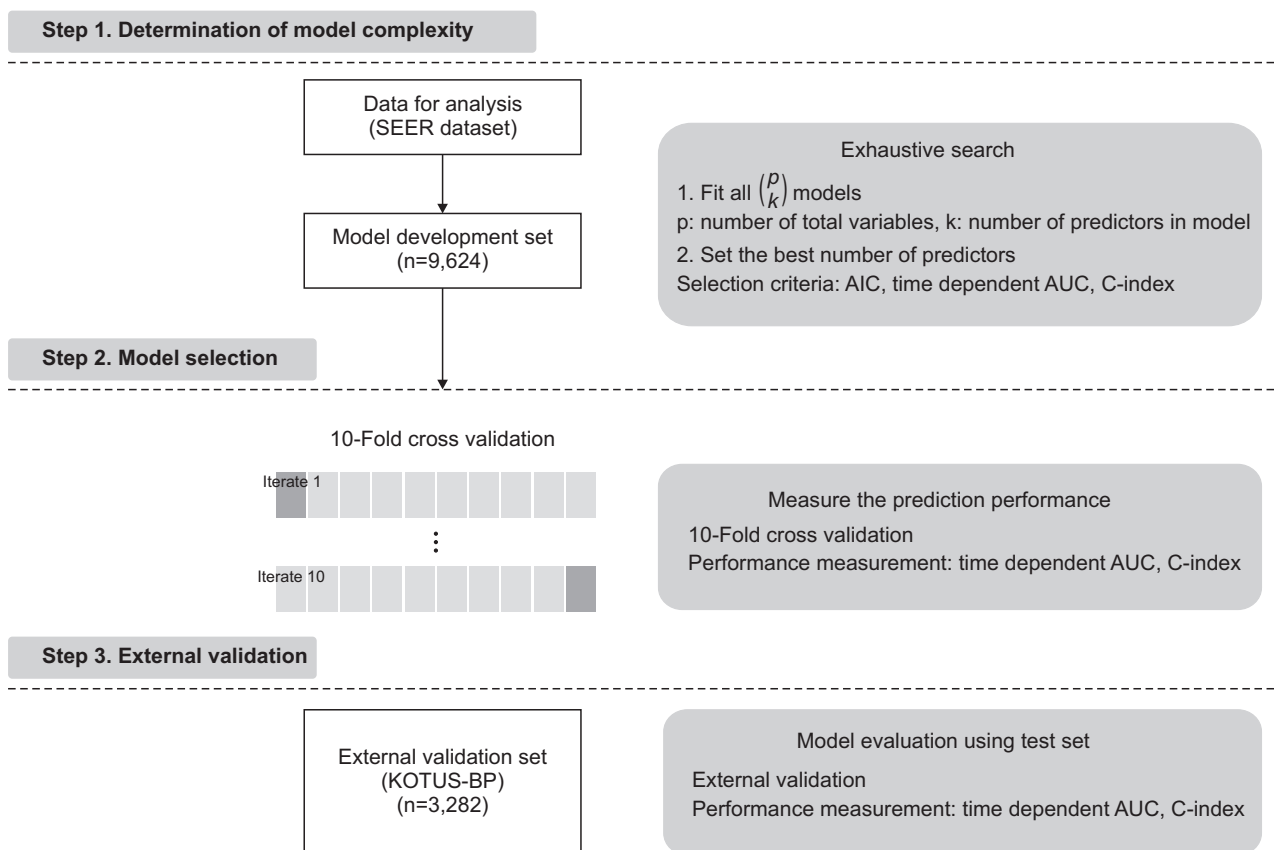 Step 1. Determination of model complexity
Data for analysis
(SEER dataset)
Model development set
(n=9,624)
Exhaustive search
1. Fit all (p k) models
p: number of total variables, k: number of predictors in model
2. Set the best number of predictors
Selection criteria: AIC, time dependent AUC, C-index
Step 2. Model selection
10-Fold cross validation
Iterate 1
⋮
Iterate 10
Measure the prediction performance
10-Fold cross validation
Performance measurement: time dependent AUC, C-index
Step 3. External validation
External validation set
(KOTUS-BP)
(n=3,282)
Model evaluation using test set
External validation
Performance measurement: time dependent AUC, C-index